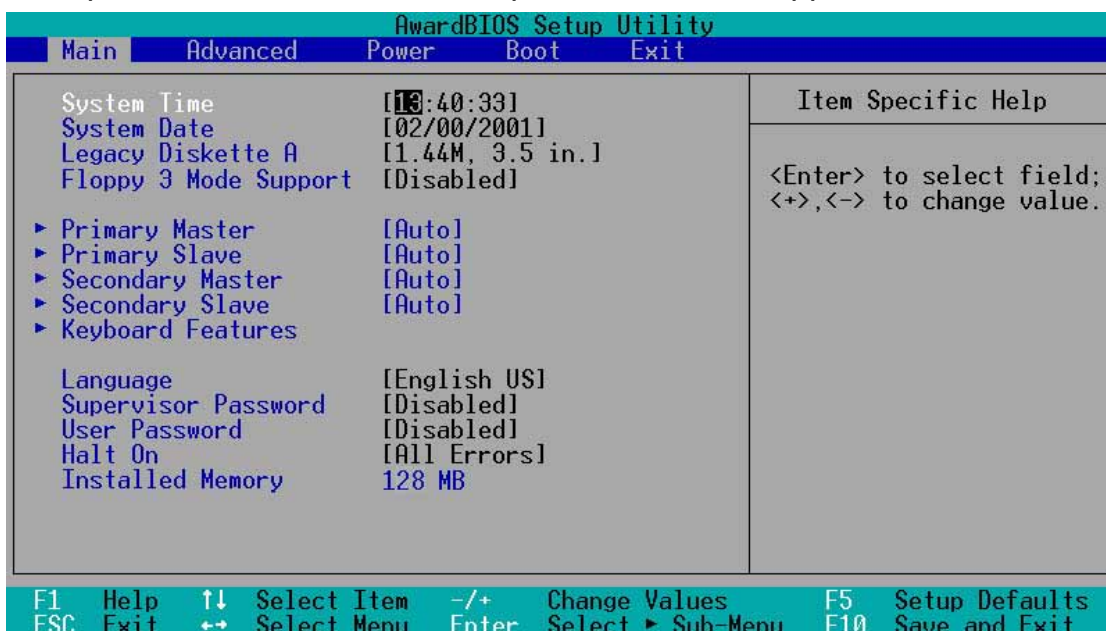 AwardBIOS Setup Utility
Main Advanced Power Boot Exit
System Time [13:40:33]
System Date [02/00/2001]
Legacy Diskette A [1.44M, 3.5 in.]
Floppy 3 Mode Support [Disabled]
▶ Primary Master [Auto]
▶ Primary Slave [Auto]
▶ Secondary Master [Auto]
▶ Secondary Slave [Auto]
▶ Keyboard Features
Language [English US]
Supervisor Password [Disabled]
User Password [Disabled]
Halt On [All Errors]
Installed Memory 128 MB
Item Specific Help
<Enter> to select field;
<+>,<-> to change value.
F1 Help ↑↓ Select Item -/+ Change Values F5 Setup Defaults
ESC Exit ←→ Select Menu Enter Select ▶ Sub-Menu F10 Save and Exit